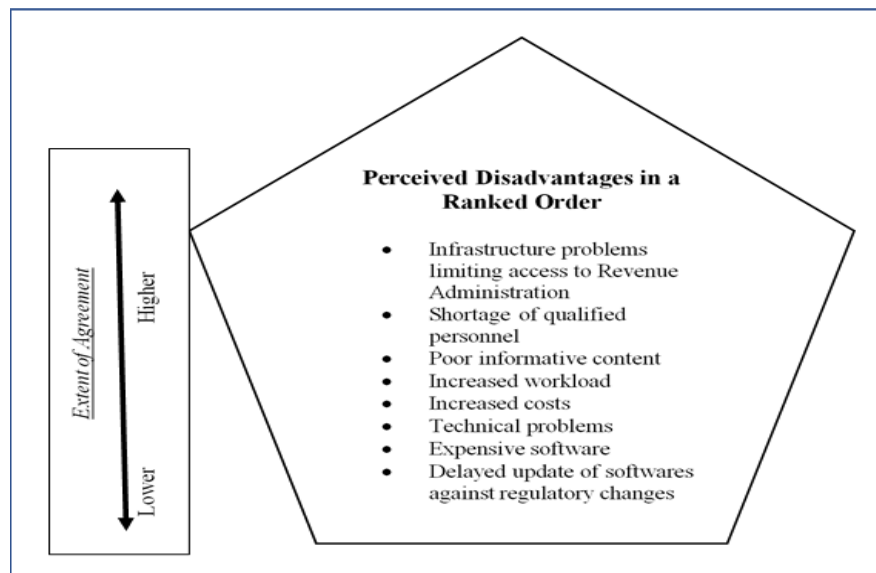 Perceived Disadvantages in a
Ranked Order
Extent of Agreement
Higher
Lower
• Infrastructure problems
limiting access to Revenue
Administration
• Shortage of qualified
personnel
• Poor informative content
• Increased workload
• Increased costs
• Technical problems
• Expensive software
• Delayed update of softwares
against regulatory changes